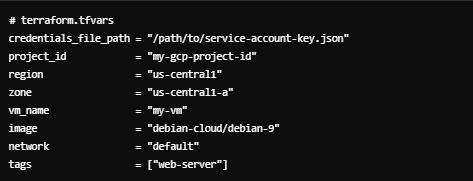 # terraform.tfvars
credentials_file_path = "/path/to/service-account-key.json"
project_id            = "my-gcp-project-id"
region                = "us-central1"
zone                  = "us-central1-a"
vm_name               = "my-vm"
image                 = "debian-cloud/debian-9"
network               = "default"
tags                  = ["web-server"]